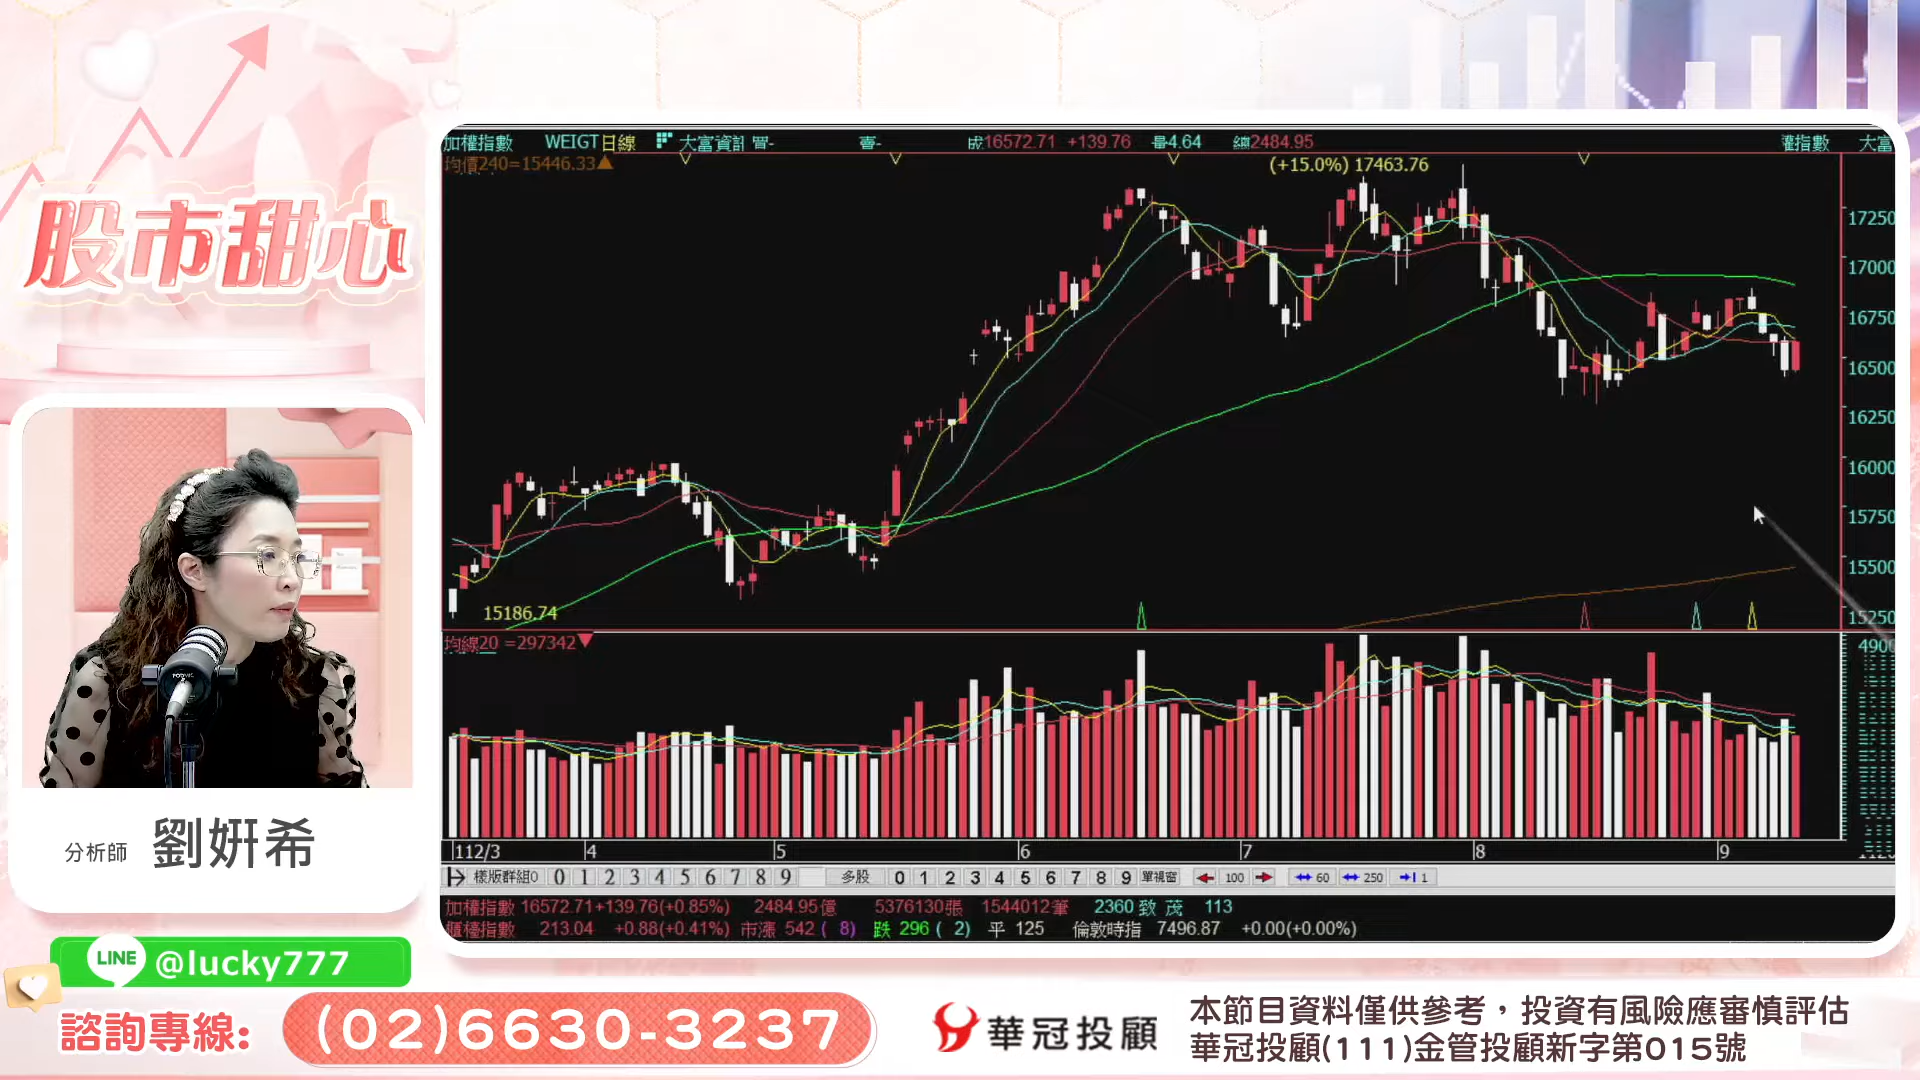 股市甜心
分析師 劉妍希
LINE @lucky777
諮詢專線: (02)6630-3237
華冠投顧
本節目資料僅供參考，投資有風險應審慎評估
華冠投顧(111)金管投顧新字第015號
加權指數 WEIGT日線 大富資訊 買- 賣- 成16572.71 +139.76 量4.64 總2484.95 權指數 大富
均價240=15446.33▲
(+15.0%) 17463.76
17250
17000
16750
16500
16250
16000
15750
15500
15250
15186.74
均線20 =297342▼
4900
112/3 4 5 6 7 8 9
樣版群組0 0 1 2 3 4 5 6 7 8 9 多股 0 1 2 3 4 5 6 7 8 9 單視窗 100 60 250 1
加權指數 16572.71+139.76(+0.85%) 2484.95億 5376130張 1544012筆 2360 致茂 113
櫃檯指數 213.04 +0.88(+0.41%) 市漲 542 ( 8) 跌 296 ( 2) 平 125 倫敦時指 7496.87 +0.00(+0.00%)